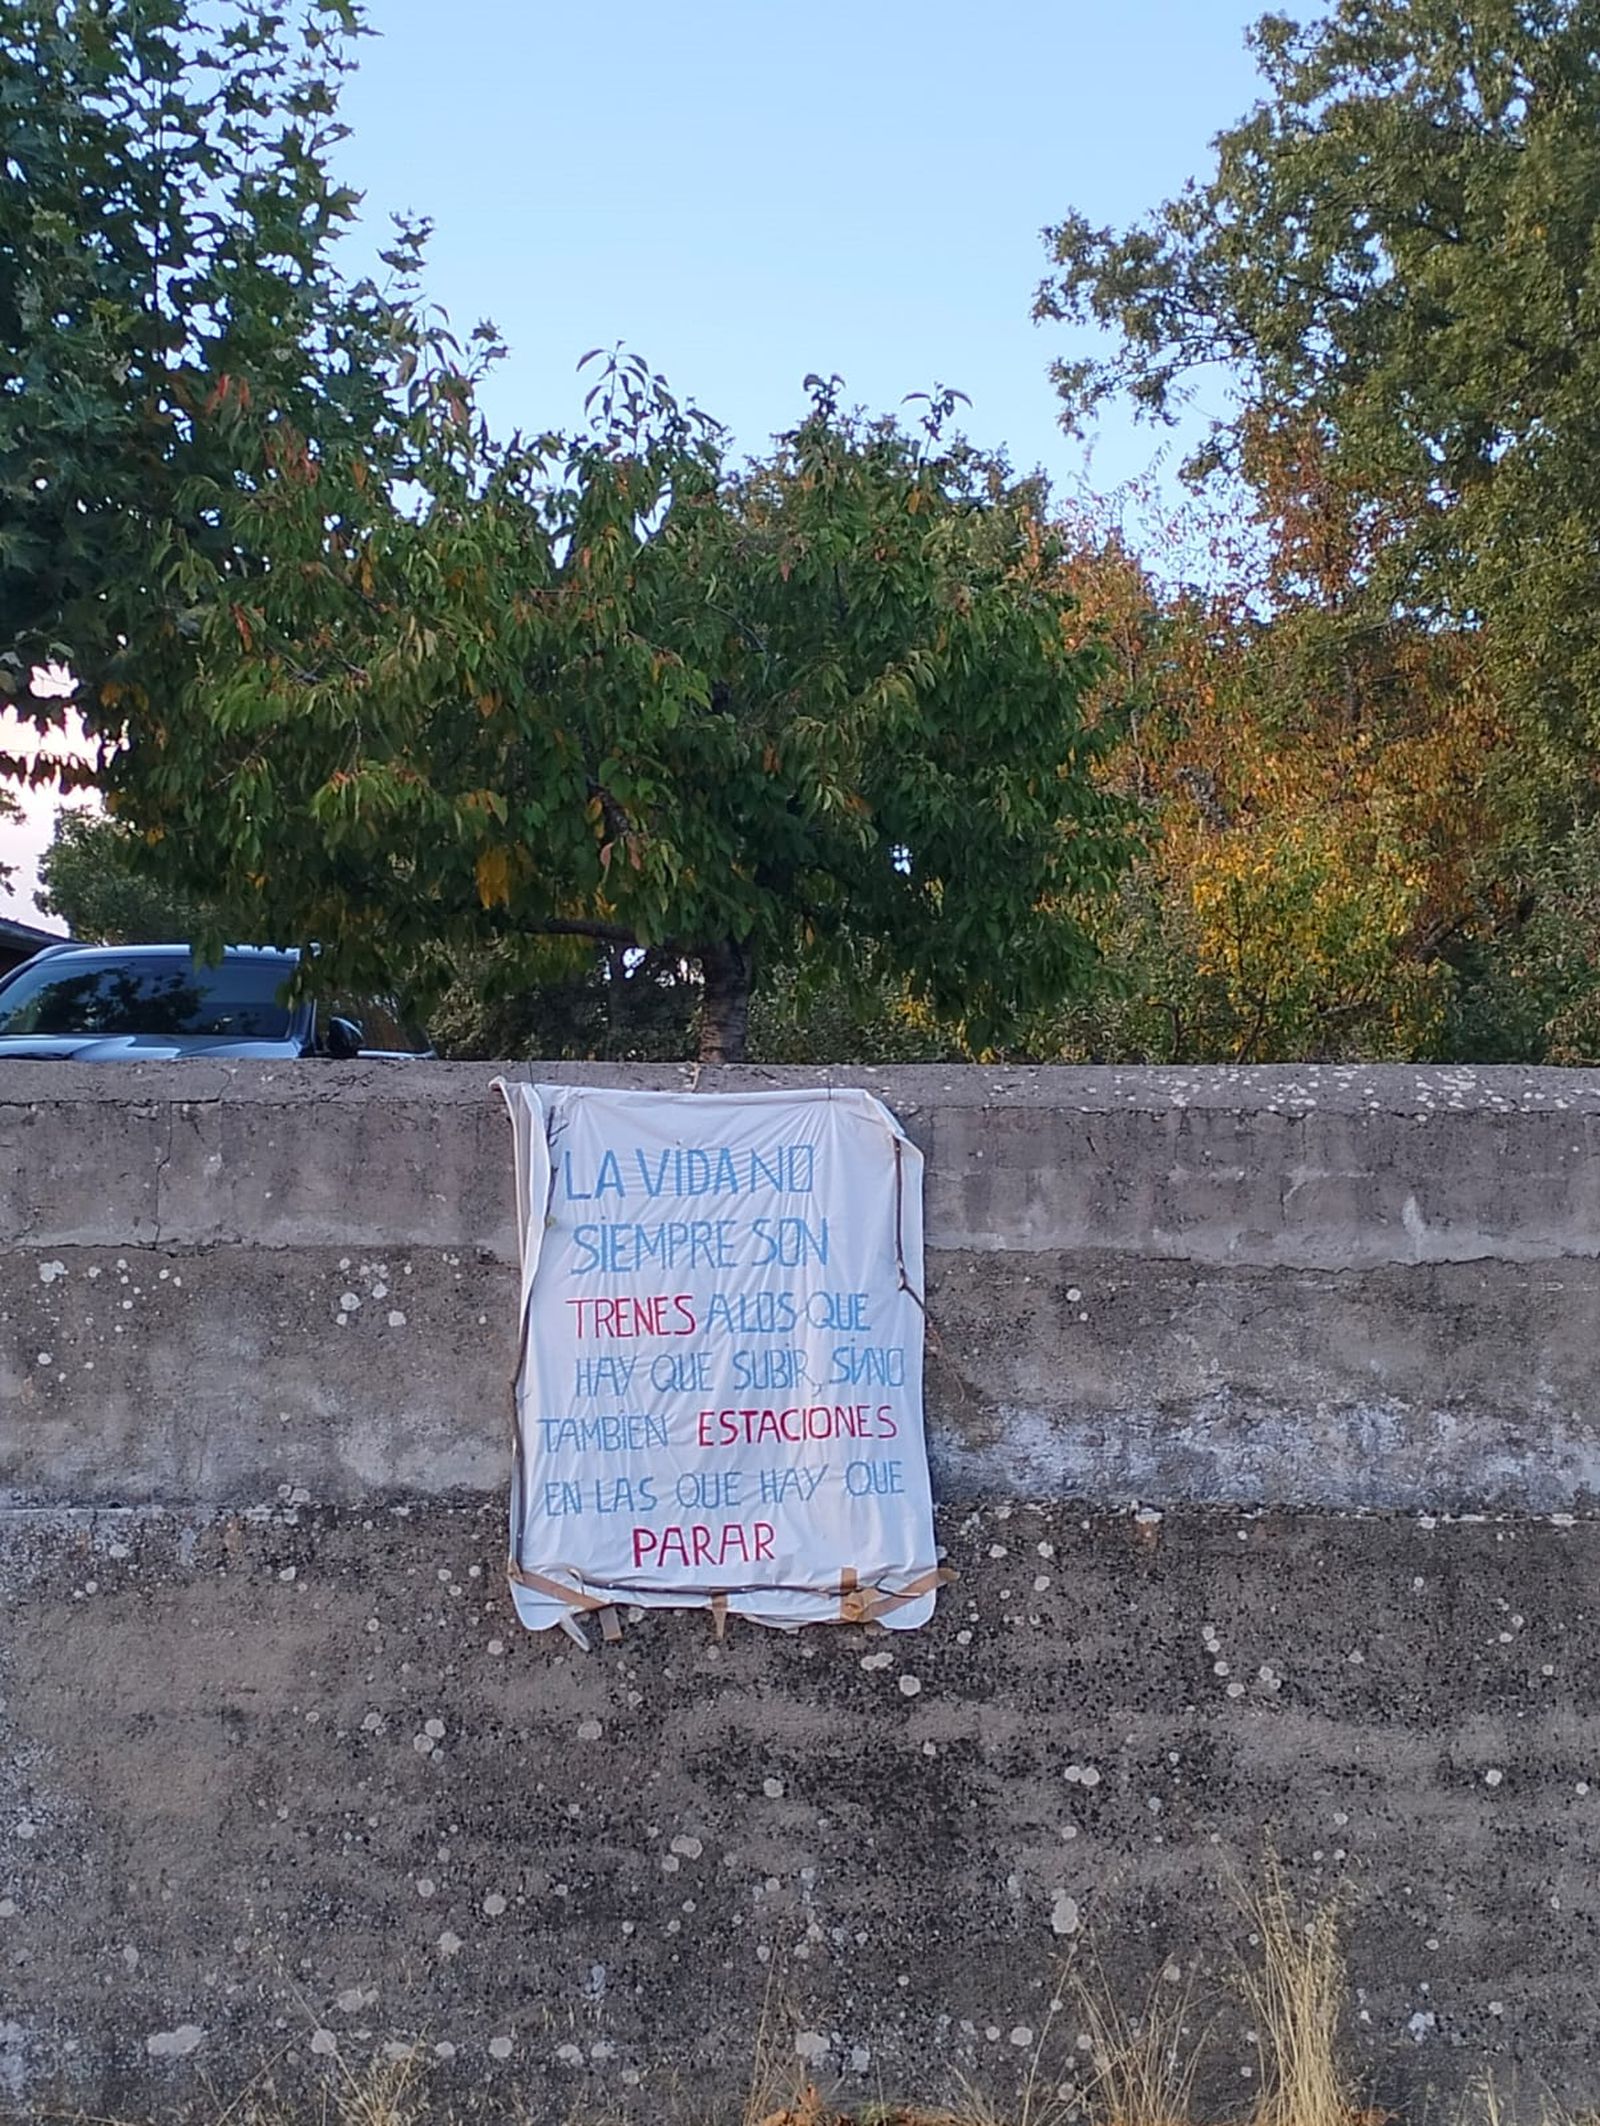 LA VIDA NO
SIEMPRE SON
TRENES A LOS QUE
HAY QUE SUBIR, SINO
TAMBIEN ESTACIONES
EN LAS QUE HAY QUE
PARAR